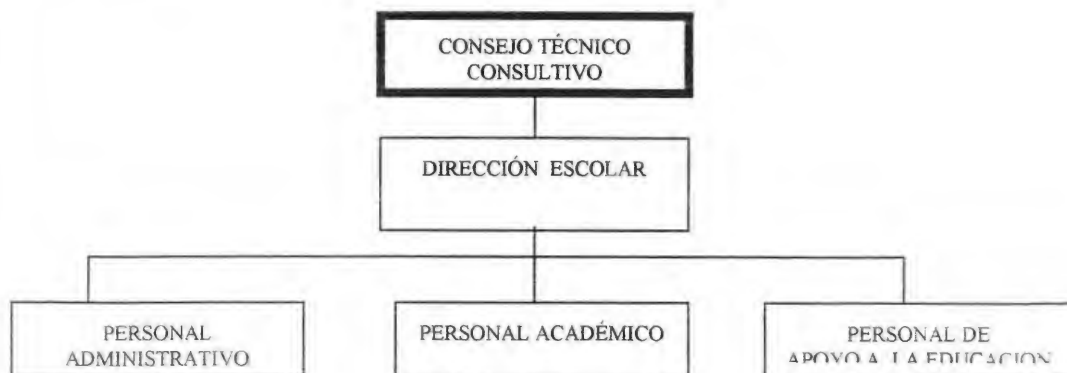 CONSEJO TÉCNICO
CONSULTIVO
DIRECCIÓN ESCOLAR
PERSONAL
ADMINISTRATIVO
PERSONAL ACADÉMICO
PERSONAL DE
APOYO A LA EDUCACION